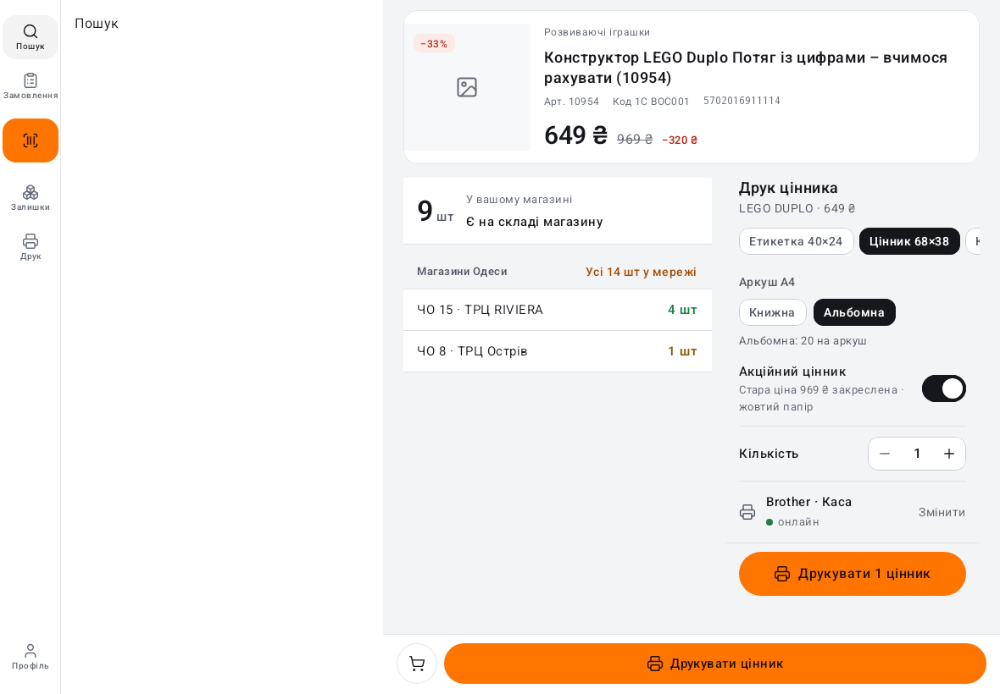 Пошук
Замовлення
Залишки
Друк
Профіль
Пошук
−33%
Розвиваючі іграшки
Конструктор LEGO Duplo Потяг із цифрами – вчимося
рахувати (10954)
Арт. 10954 Код 1С BOC001 5702016911114
649 ₴ 969 ₴ −320 ₴
9 шт
У вашому магазині
Є на складі магазину
Магазини Одеси Усі 14 шт у мережі
ЧО 15 · ТРЦ RIVIERA 4 шт
ЧО 8 · ТРЦ Острів 1 шт
Друк цінника
LEGO DUPLO · 649 ₴
Етикетка 40×24 Цінник 68×38
Аркуш А4
Книжна Альбомна
Альбомна: 20 на аркуш
Акційний цінник
Стара ціна 969 ₴ закреслена ·
жовтий папір
Кількість − 1 +
Brother · Каса
онлайн
Змінити
Друкувати 1 цінник
Друкувати цінник